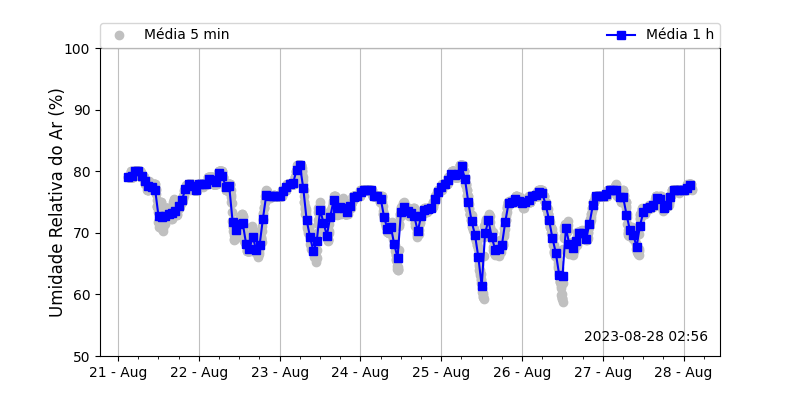 Média 5 min
Média 1 h
100
90
80
70
60
50
Umidade Relativa do Ar (%)
2023-08-28 02:56
21 - Aug
22 - Aug
23 - Aug
24 - Aug
25 - Aug
26 - Aug
27 - Aug
28 - Aug